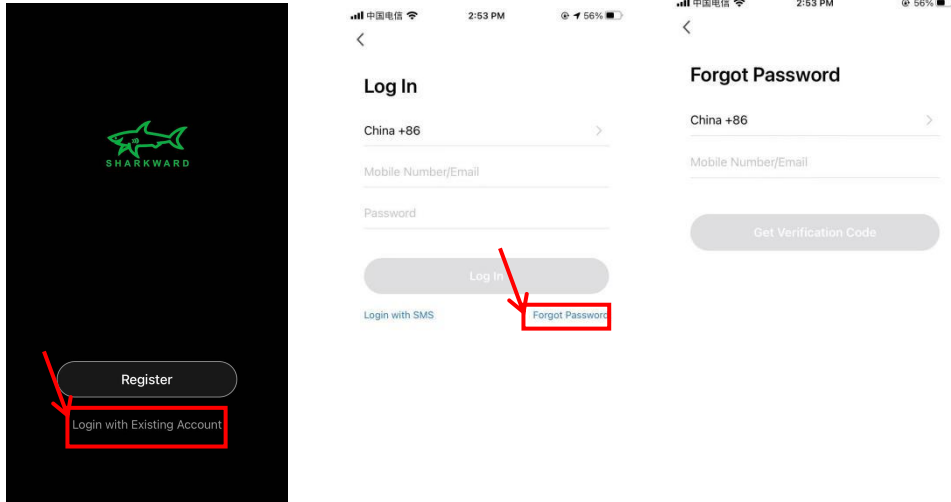 SHARKWARD
Register
Login with Existing Account
中国电信 2:53 PM 56%
Log In
China +86
Mobile Number/Email
Password
Log In
Login with SMS Forgot Password
中国电信 2:53 PM 56%
Forgot Password
China +86
Mobile Number/Email
Get Verification Code